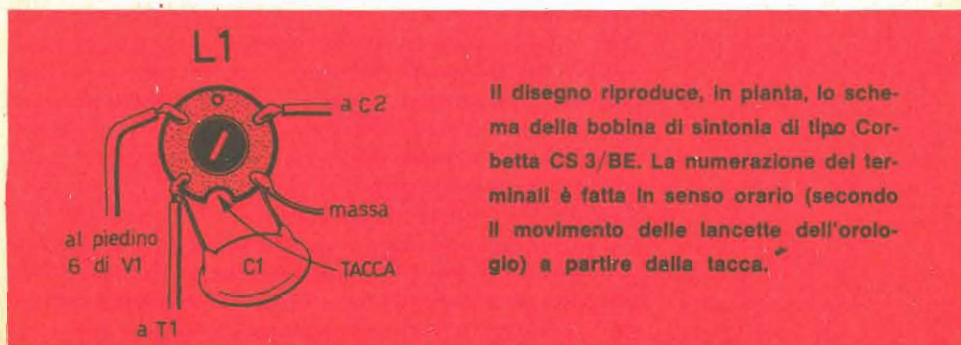 L1
a C2
massa
al piedino
6 di V1
C1
TACCA
a T1
Il disegno riproduce, in pianta, lo sche-
ma della bobina di sintonia di tipo Cor-
betta CS 3/BE. La numerazione dei ter-
minali è fatta in senso orario (secondo
il movimento delle lancette dell'orolo-
gio) a partire dalla tacca.